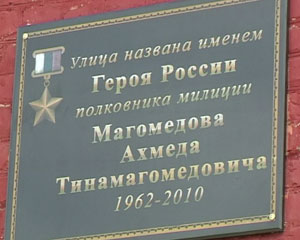 Улица названа именем
Героя России
полковника милиции
Магомедова
Ахмеда
Тинамагомедовича
1962-2010